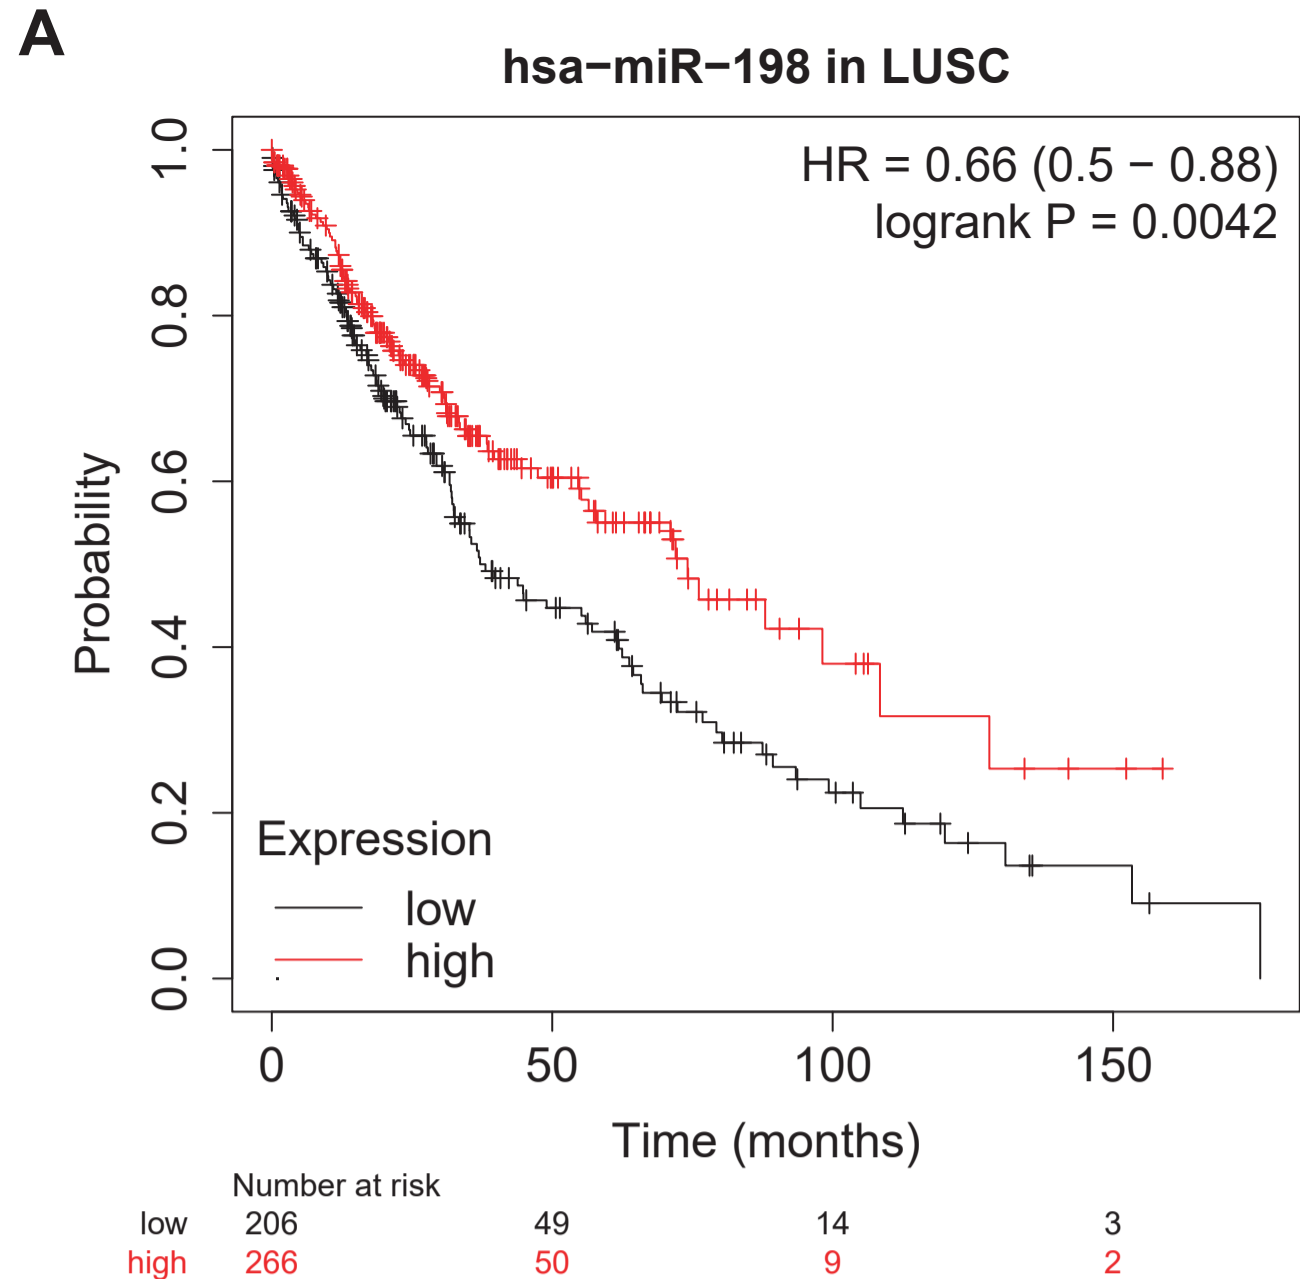 A
hsa−miR−198 in LUSC
HR = 0.66 (0.5 − 0.88)
logrank P = 0.0042
Probability
1.0
0.8
0.6
0.4
0.2
0.0
Expression
low
high
0 50 100 150
Time (months)
Number at risk
low 206 49 14 3
high 266 50 9 2